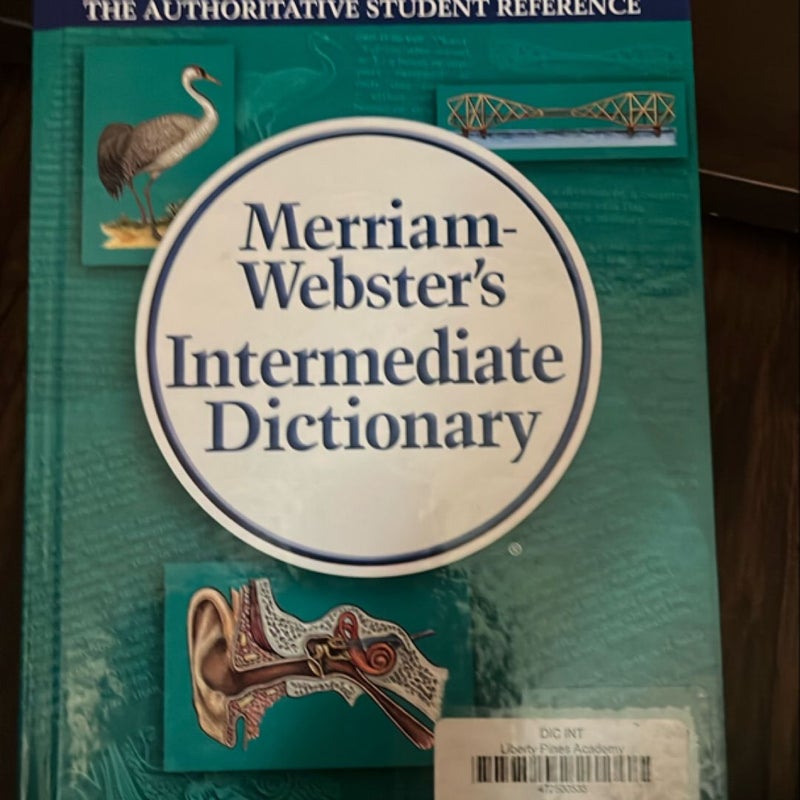 THE AUTHORITATIVE STUDENT REFERENCE
Merriam-
Webster's
Intermediate
Dictionary
DIC INT
Liberty Pines Academy